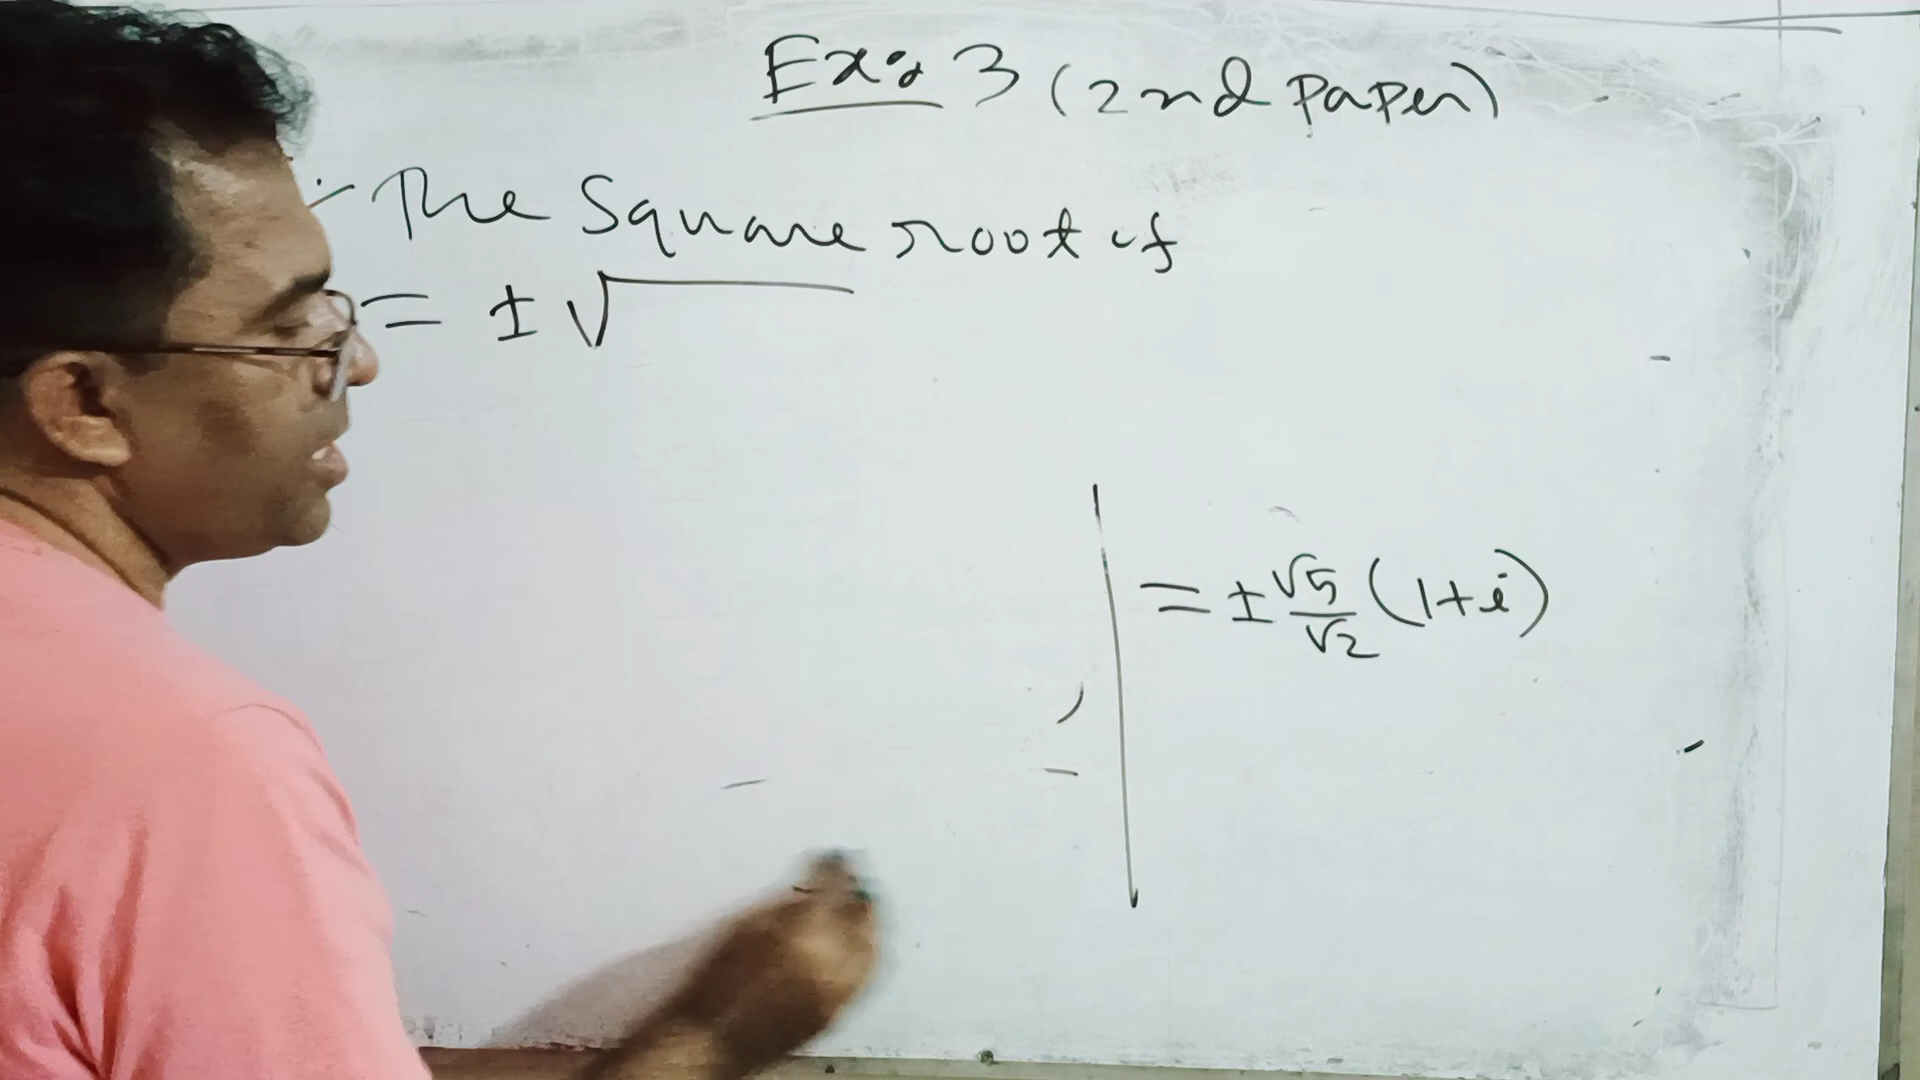 Ex: 3 (2nd paper)
∴ The square root of
= ±√
= ± √5/√2 (1+i)